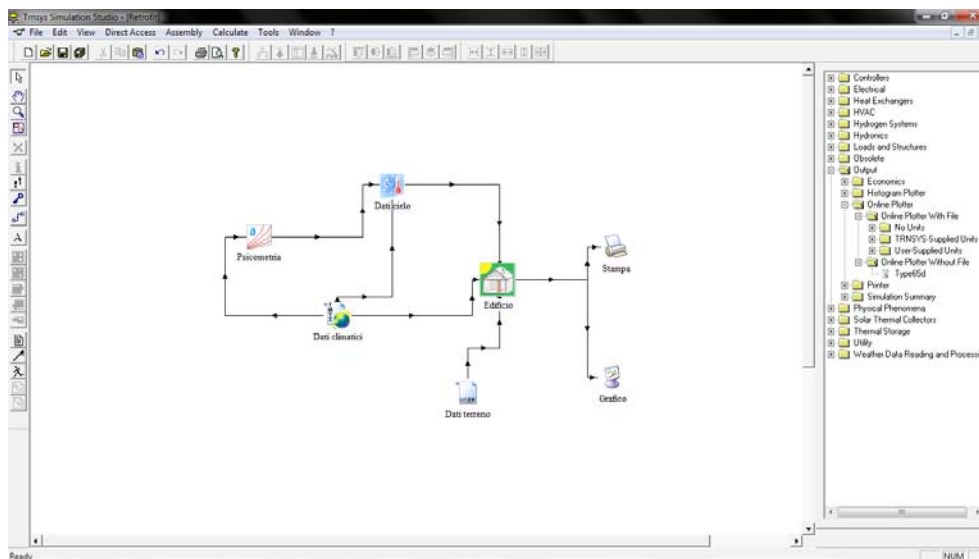 Trnsys Simulation Studio - [Retrofit]
File Edit View Direct Access Assembly Calculate Tools Window ?
Controllers
Electrical
Heat Exchangers
HVAC
Hydrogen Systems
Hydronics
Loads and Structures
Obsolete
Output
Economics
Histogram Plotter
Online Plotter
Online Plotter With File
No Units
TRNSYS-Supplied Units
User-Supplied Units
Online Plotter Without File
Type65d
Printer
Simulation Summary
Physical Phenomena
Solar Thermal Collectors
Thermal Storage
Utility
Weather Data Reading and Process
Dati cielo
Psicometria
Stampa
Edificio
Dati climatici
Grafico
Dati terreno
Ready
NUM